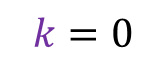 k = 0